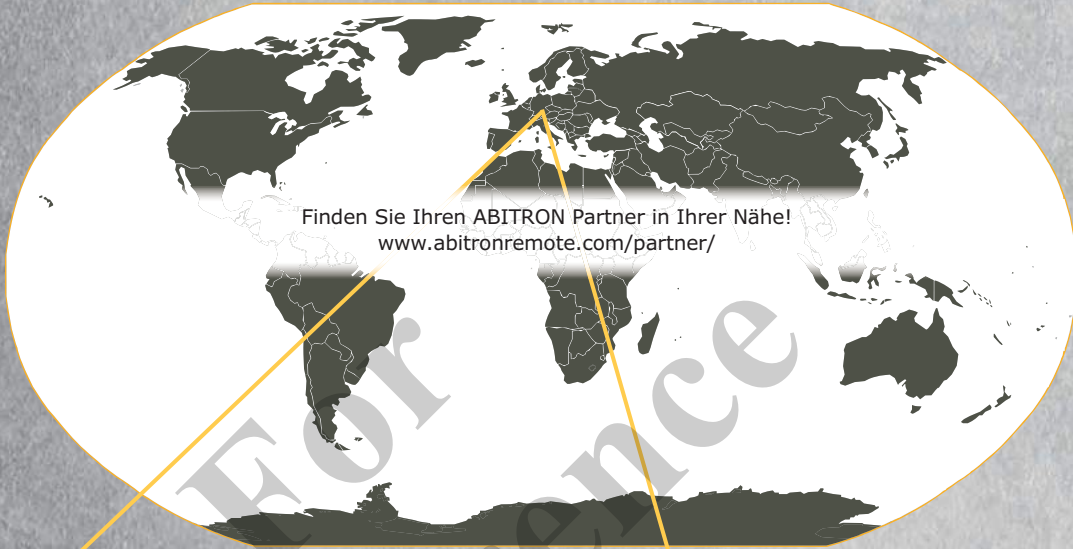 Finden Sie Ihren ABITRON Partner in Ihrer Nähe!
www.abitronremote.com/partner/
For
ence